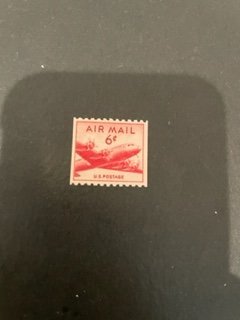 AIR MAIL
6¢
U.S. POSTAGE